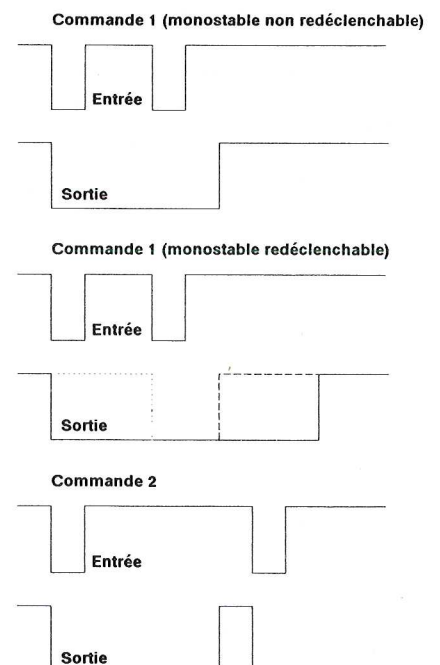 Commande 1 (monostable non redéclenchable)
Entrée
Sortie
Commande 1 (monostable redéclenchable)
Entrée
Sortie
Commande 2
Entrée
Sortie